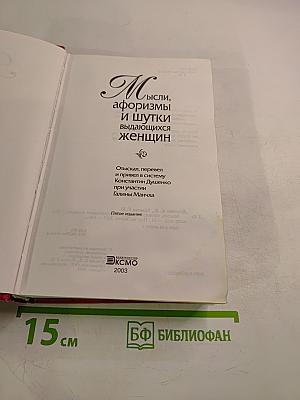 Мысли,
афоризмы
и шутки
выдающихся
женщин
Отыскал, перевел
и привел в систему
Константин Душенко
при участии
Галины Манчха
Пятое издание
ЭКСМО
2003
15 см
БФ БИБЛИОФАН